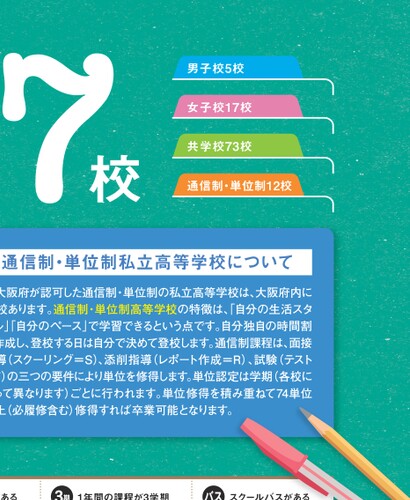 7校
男子校5校
女子校17校
共学校73校
通信制・単位制12校
通信制・単位制私立高等学校について
大阪府が認可した通信制・単位制の私立高等学校は、大阪府内に
校あります。通信制・単位制高等学校の特徴は、「自分の生活スタ
ル」「自分のペース」で学習できるという点です。自分独自の時間割
作成し、登校する日は自分で決めて登校します。通信制課程は、面接
導(スクーリング=S)、添削指導(レポート作成=R)、試験(テスト
)の三つの要件により単位を修得します。単位認定は学期(各校に
って異なります)ごとに行われます。単位修得を積み重ねて74単位
上(必履修含む)修得すれば卒業可能となります。
ある
3期 1年間の課程が3学期
バス スクールバスがある